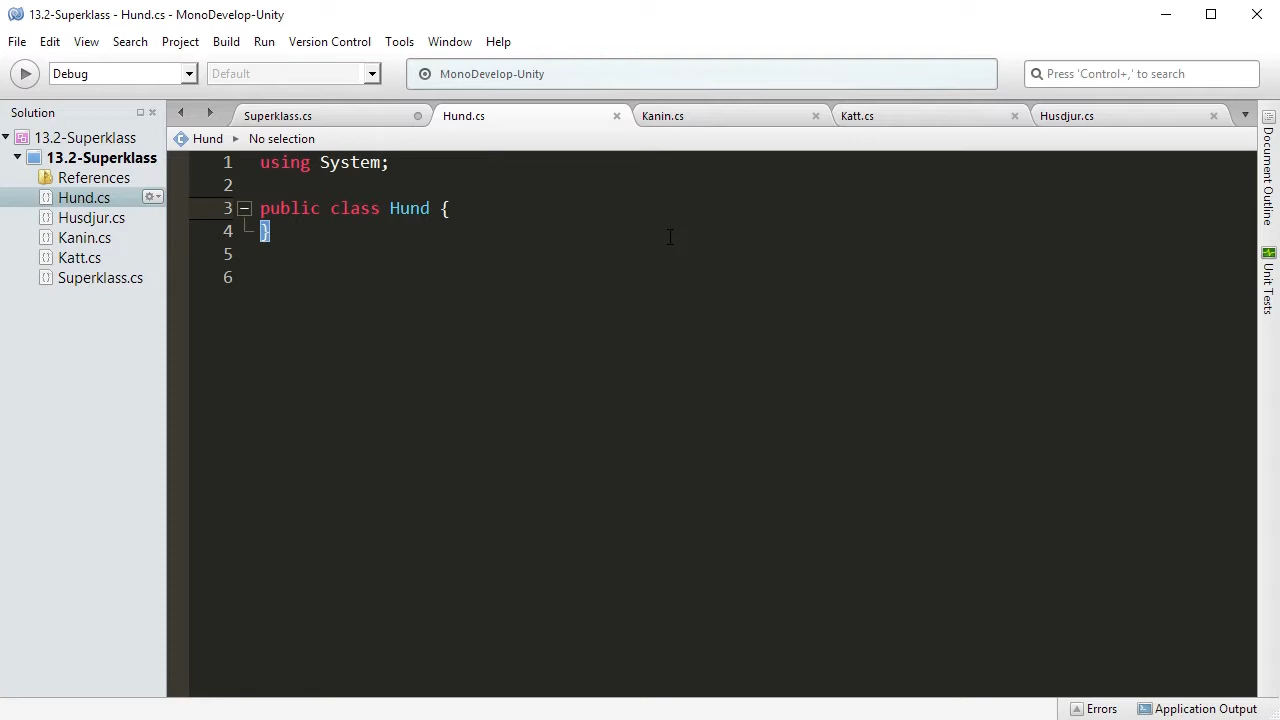 13.2-Superklass - Hund.cs - MonoDevelop-Unity
File Edit View Search Project Build Run Version Control Tools Window Help
Debug Default MonoDevelop-Unity Press 'Control+,' to search
Solution
Superklass.cs Hund.cs Kanin.cs Katt.cs Husdjur.cs
Hund No selection
13.2-Superklass
13.2-Superklass
References
Hund.cs
Husdjur.cs
Kanin.cs
Katt.cs
Superklass.cs
1 using System;
2
3 public class Hund {
4 }
5
6
Document Outline
Unit Tests
Errors Application Output